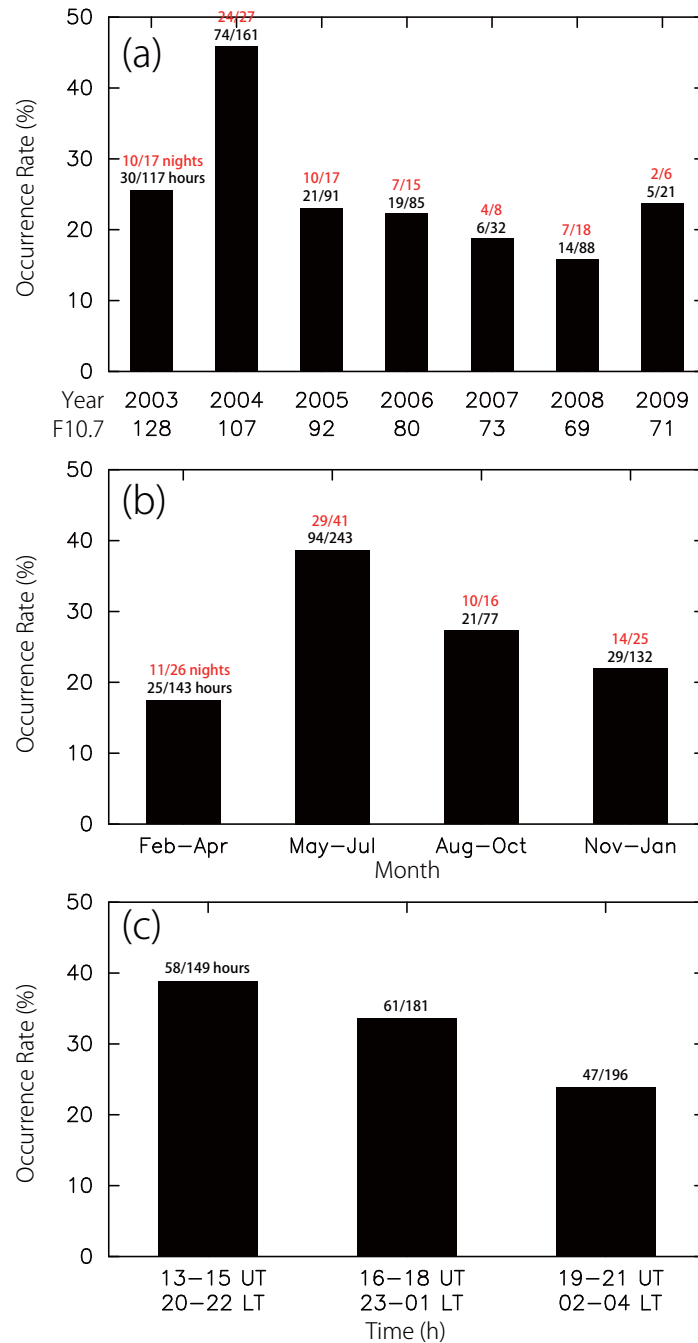 50
40
30
20
10
0
Occurrence Rate (%)
(a)
24/27
74/161
10/17 nights
30/117 hours
10/17
21/91
7/15
19/85
4/8
6/32
7/18
14/88
2/6
5/21
Year 2003 2004 2005 2006 2007 2008 2009
F10.7 128 107 92 80 73 69 71
50
40
30
20
10
0
Occurrence Rate (%)
(b)
11/26 nights
25/143 hours
29/41
94/243
10/16
21/77
14/25
29/132
Feb-Apr May-Jul Aug-Oct Nov-Jan
Month
50
40
30
20
10
0
Occurrence Rate (%)
(c)
58/149 hours
61/181
47/196
13-15 UT 16-18 UT 19-21 UT
20-22 LT 23-01 LT 02-04 LT
Time (h)